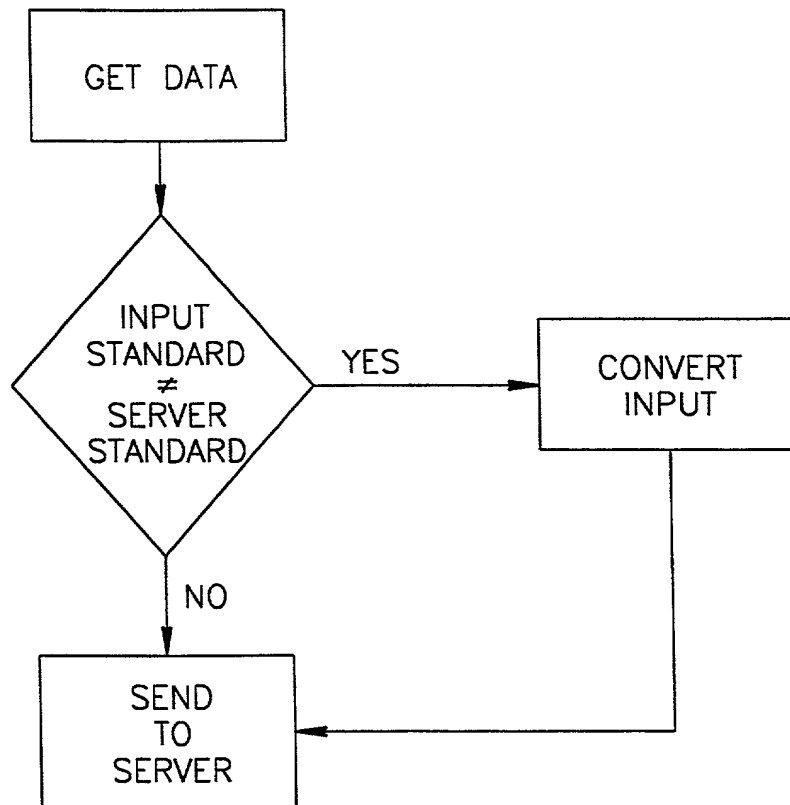 GET DATA
INPUT
STANDARD
≠
SERVER
STANDARD
YES
CONVERT
INPUT
NO
SEND
TO
SERVER